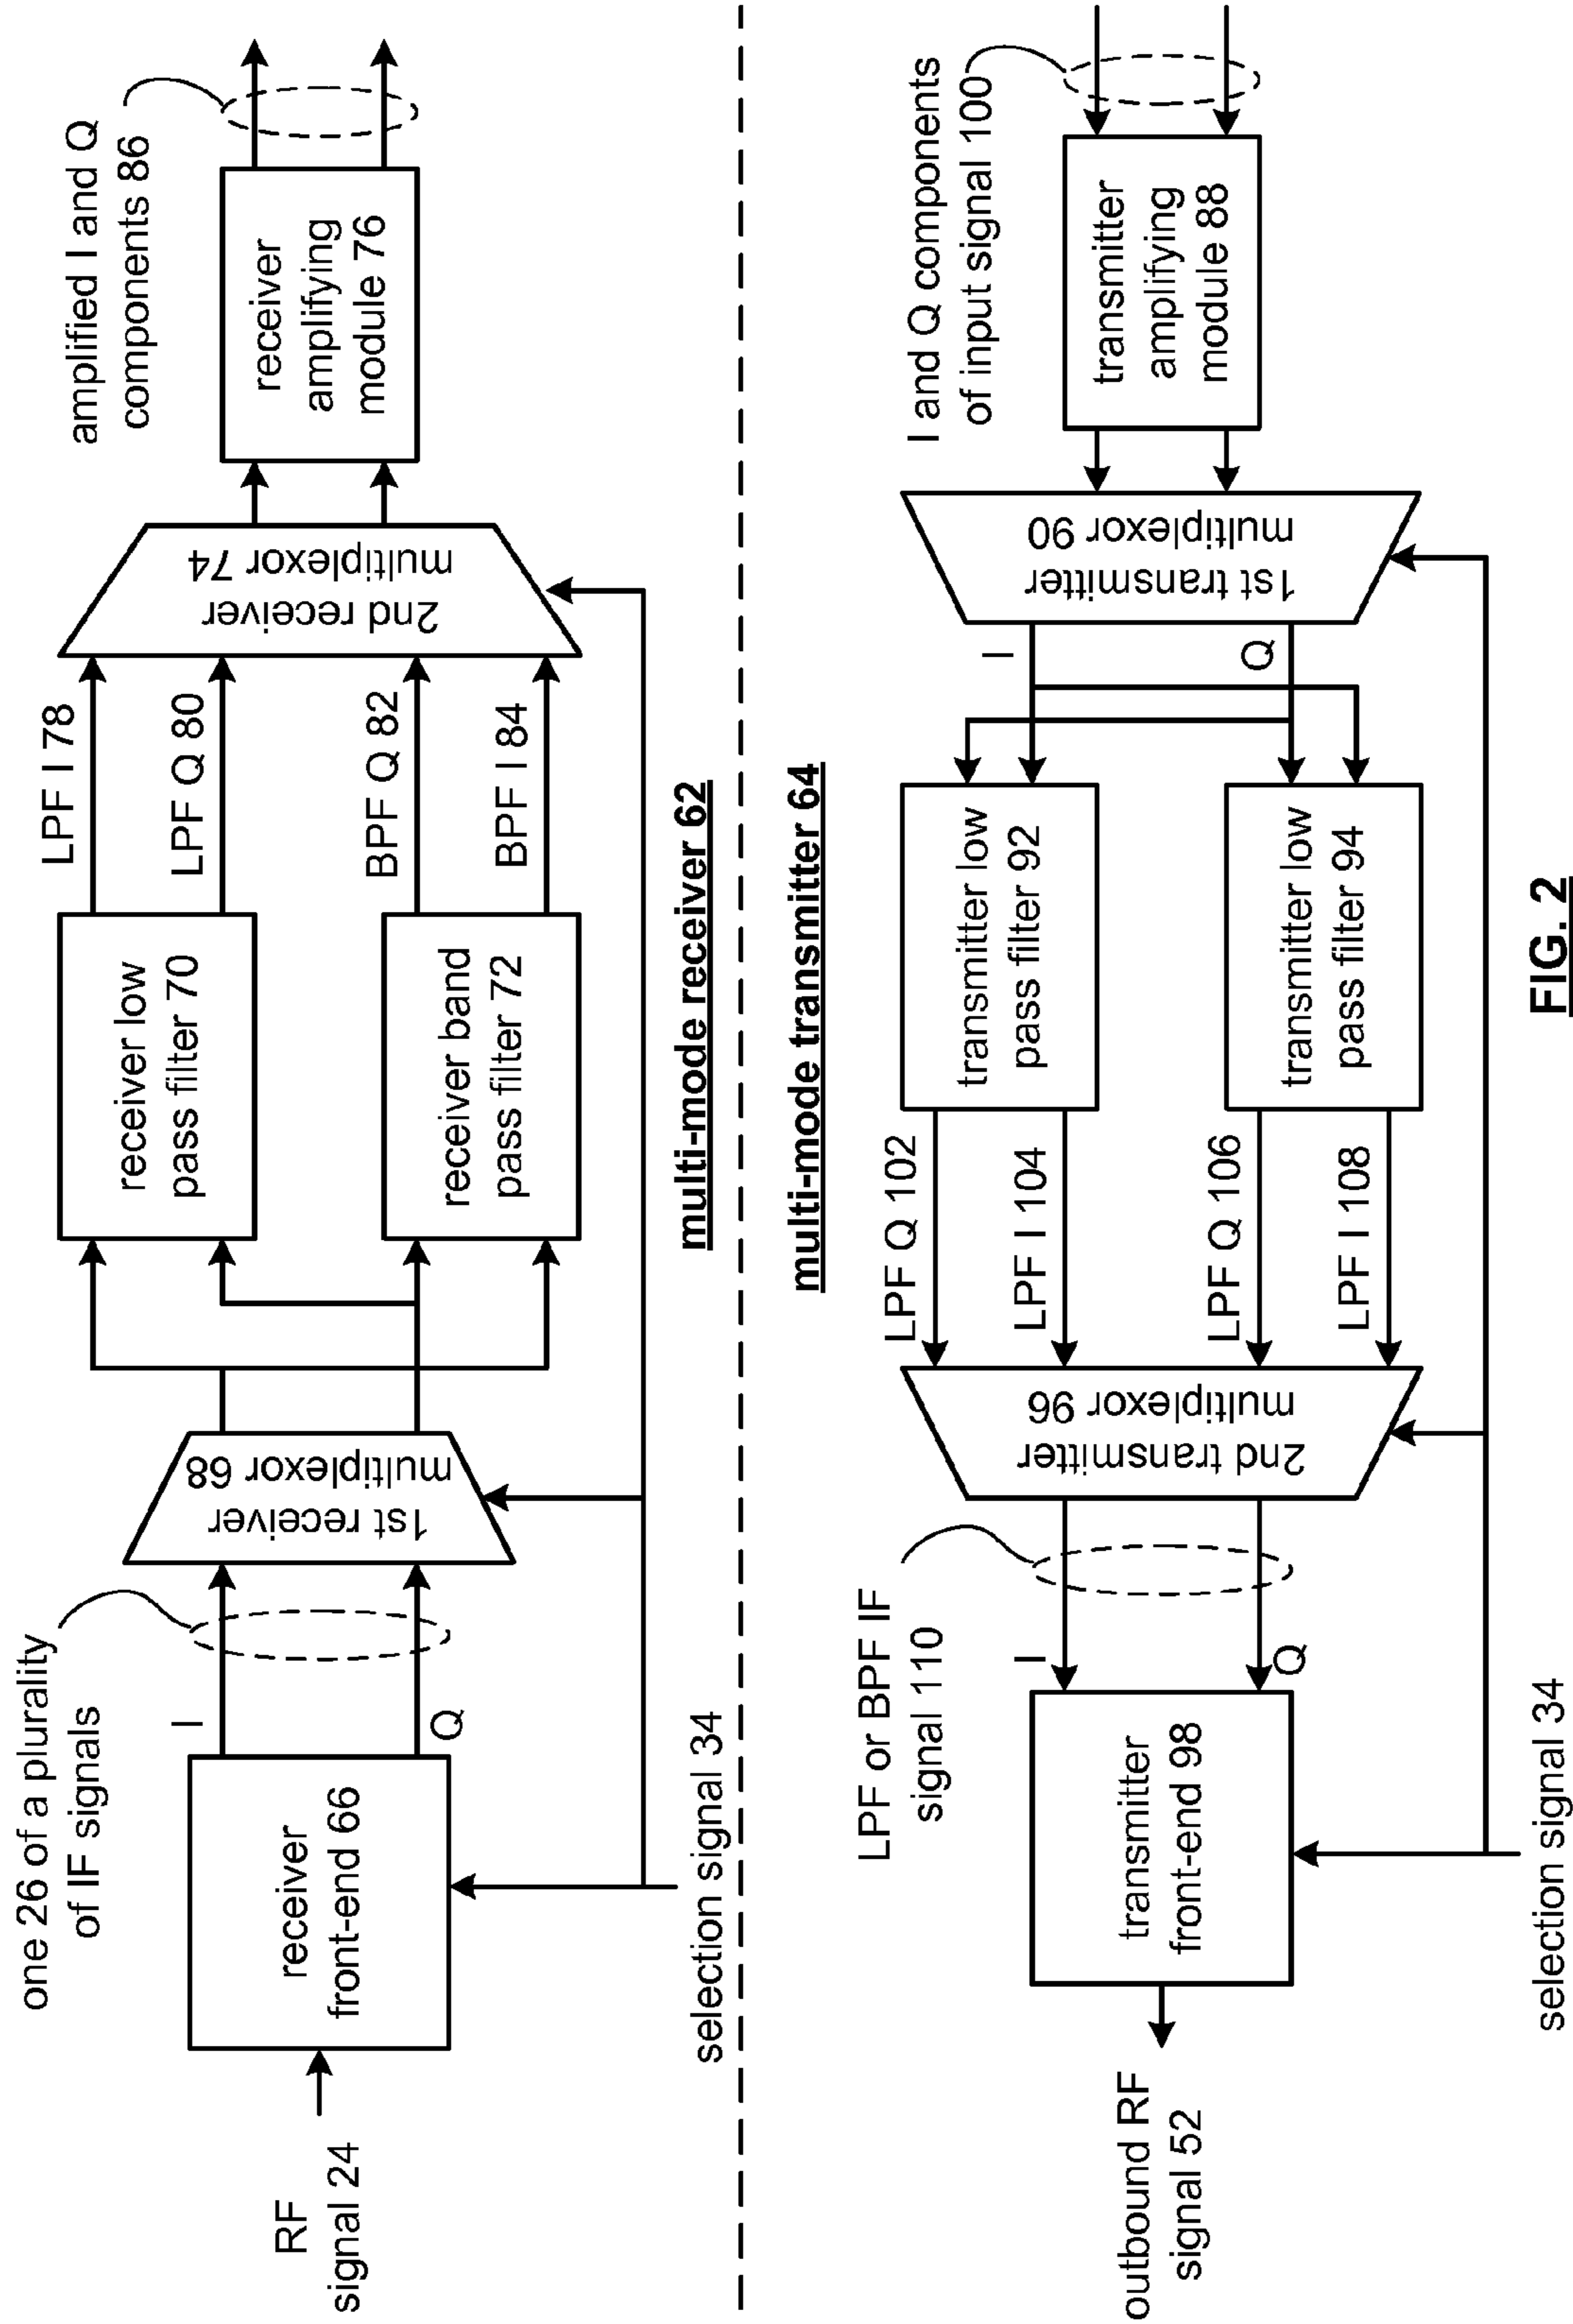 one 26 of a plurality
of IF signals
amplified I and Q
components 86
LPF I 78
LPF Q 80
BPF Q 82
BPF I 84
I
Q
RF
signal 24
receiver
front-end 66
1st receiver
multiplexor 68
receiver low
pass filter 70
receiver band
pass filter 72
2nd receiver
multiplexor 74
receiver
amplifying
module 76
selection signal 34
multi-mode receiver 62
multi-mode transmitter 64
LPF or BPF IF
signal 110
I and Q components
of input signal 100
LPF Q 102
LPF I 104
LPF Q 106
LPF I 108
I
Q
I
Q
outbound RF
signal 52
transmitter
front-end 98
2nd transmitter
multiplexor 96
transmitter low
pass filter 92
transmitter low
pass filter 94
1st transmitter
multiplexor 90
transmitter
amplifying
module 88
selection signal 34
FIG. 2